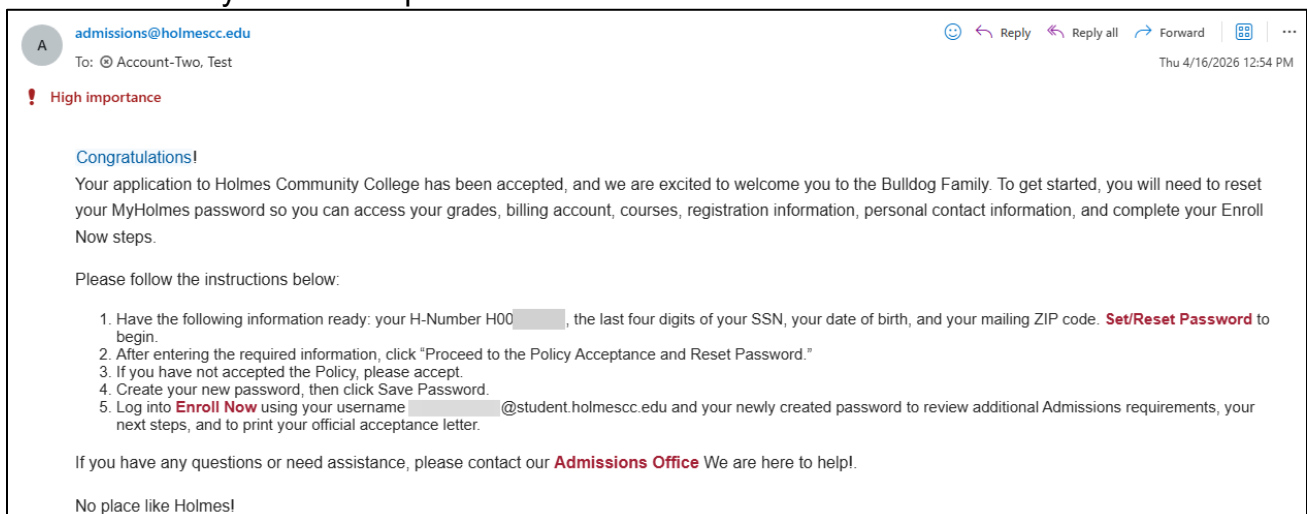 A
admissions@holmescc.edu
Reply Reply all Forward
To: Account-Two, Test
Thu 4/16/2026 12:54 PM
High importance
Congratulations!
Your application to Holmes Community College has been accepted, and we are excited to welcome you to the Bulldog Family. To get started, you will need to reset
your MyHolmes password so you can access your grades, billing account, courses, registration information, personal contact information, and complete your Enroll
Now steps.
Please follow the instructions below:
1. Have the following information ready: your H-Number H00 , the last four digits of your SSN, your date of birth, and your mailing ZIP code. Set/Reset Password to
begin.
2. After entering the required information, click “Proceed to the Policy Acceptance and Reset Password.”
3. If you have not accepted the Policy, please accept.
4. Create your new password, then click Save Password.
5. Log into Enroll Now using your username @student.holmescc.edu and your newly created password to review additional Admissions requirements, your
next steps, and to print your official acceptance letter.
If you have any questions or need assistance, please contact our Admissions Office We are here to help!.
No place like Holmes!